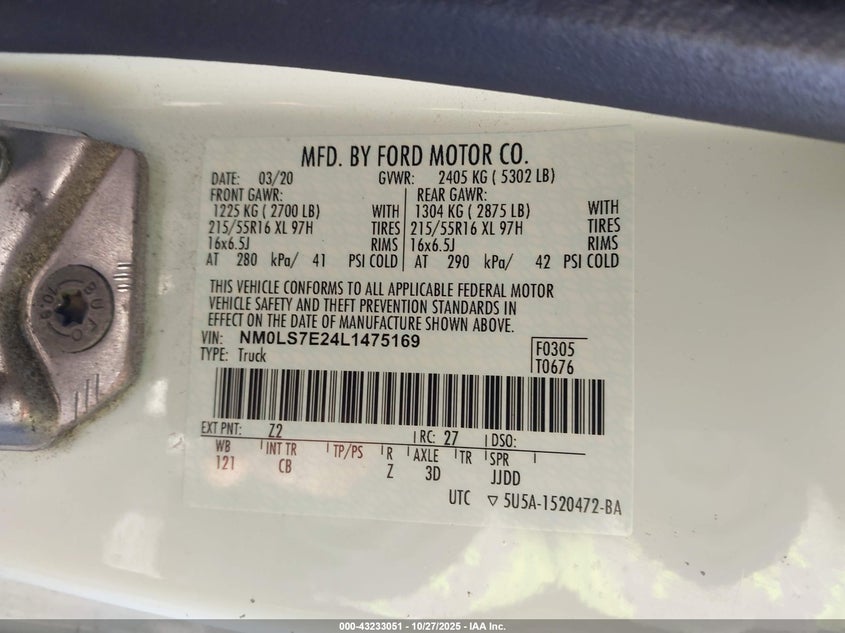 MFD. BY FORD MOTOR CO.
DATE: 03/20 GVWR: 2405 KG ( 5302 LB)
FRONT GAWR: REAR GAWR:
1225 KG ( 2700 LB) WITH 1304 KG ( 2875 LB) WITH
215/55R16 XL 97H TIRES 215/55R16 XL 97H TIRES
16x6.5J RIMS 16x6.5J RIMS
AT 280 kPa/ 41 PSI COLD AT 290 kPa/ 42 PSI COLD
THIS VEHICLE CONFORMS TO ALL APPLICABLE FEDERAL MOTOR
VEHICLE SAFETY AND THEFT PREVENTION STANDARDS IN
EFFECT ON THE DATE OF MANUFACTURE SHOWN ABOVE.
VIN: NM0LS7E24L1475169
TYPE: Truck
F0305
T0676
EXT PNT: Z2 RC: 27 DSO:
WB INT TR TP/PS R AXLE TR SPR
121 CB Z 3D JJDD
UTC ▽ 5U5A-1520472-BA
BUFO
10.9
000-43233051 | 10/27/2025 | IAA Inc.